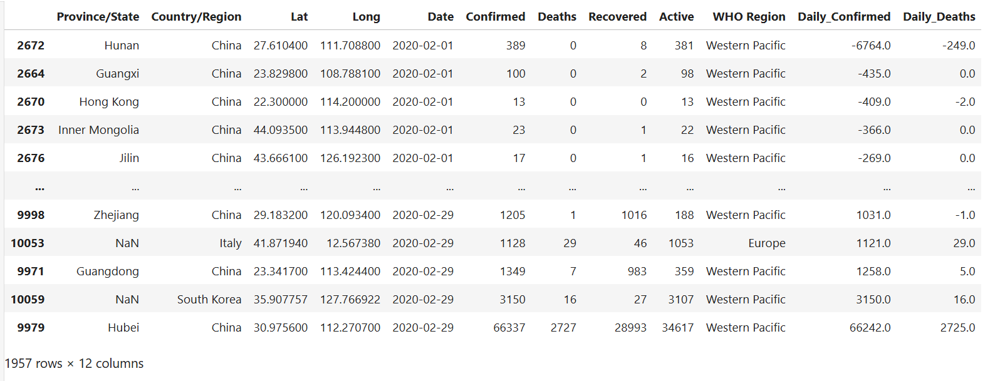 Province/State Country/Region Lat Long Date Confirmed Deaths Recovered Active WHO Region Daily_Confirmed Daily_Deaths
2672 Hunan China 27.610400 111.708800 2020-02-01 389 0 8 381 Western Pacific -6764.0 -249.0
2664 Guangxi China 23.829800 108.788100 2020-02-01 100 0 2 98 Western Pacific -435.0 0.0
2670 Hong Kong China 22.300000 114.200000 2020-02-01 13 0 0 13 Western Pacific -409.0 -2.0
2673 Inner Mongolia China 44.093500 113.944800 2020-02-01 23 0 1 22 Western Pacific -366.0 0.0
2676 Jilin China 43.666100 126.192300 2020-02-01 17 0 1 16 Western Pacific -269.0 0.0
... ... ... ... ... ... ... ... ... ... ... ... ...
9998 Zhejiang China 29.183200 120.093400 2020-02-29 1205 1 1016 188 Western Pacific 1031.0 -1.0
10053 NaN Italy 41.871940 12.567380 2020-02-29 1128 29 46 1053 Europe 1121.0 29.0
9971 Guangdong China 23.341700 113.424400 2020-02-29 1349 7 983 359 Western Pacific 1258.0 5.0
10059 NaN South Korea 35.907757 127.766922 2020-02-29 3150 16 27 3107 Western Pacific 3150.0 16.0
9979 Hubei China 30.975600 112.270700 2020-02-29 66337 2727 28993 34617 Western Pacific 66242.0 2725.0
1957 rows × 12 columns